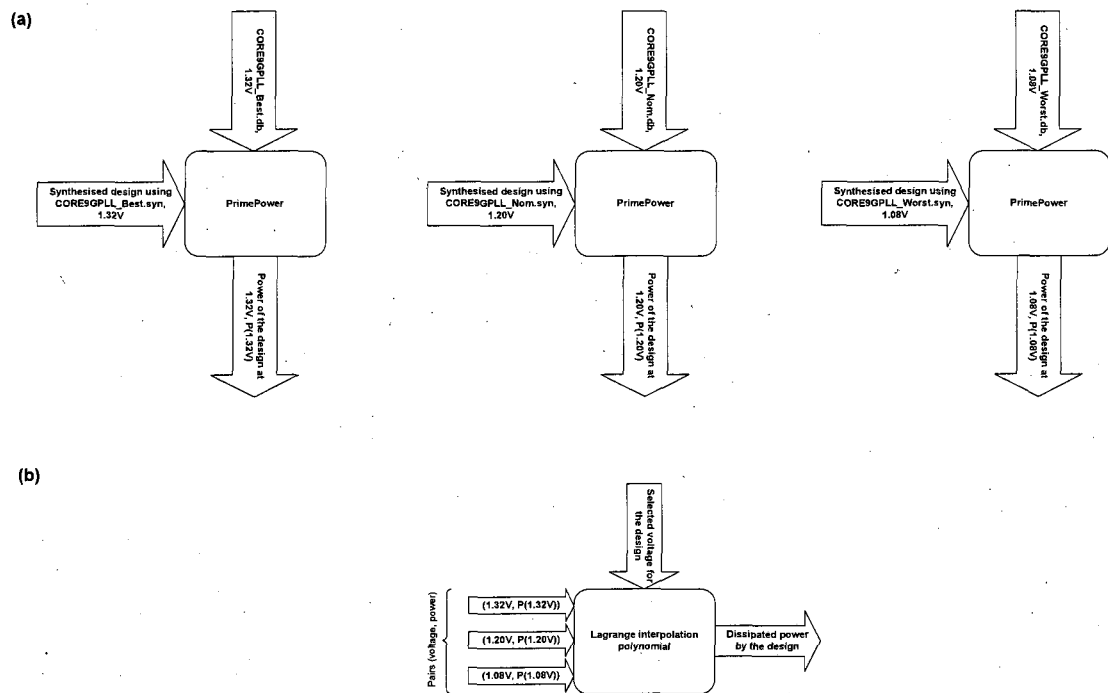 (a)
CORE9GPLL_Best.db,
1.32V
Synthesised design using
CORE9GPLL_Best.syn,
1.32V
PrimePower
Power of the design at
1.32V, P(1.32V)
CORE9GPLL_Nom.db,
1.20V
Synthesised design using
CORE9GPLL_Nom.syn,
1.20V
PrimePower
Power of the design at
1.20V, P(1.20V)
CORE9GPLL_Worst.db,
1.08V
Synthesised design using
CORE9GPLL_Worst.syn,
1.08V
PrimePower
Power of the design at
1.08V, P(1.08V)
(b)
Selected voltage for
the design
Pairs (voltage, power)
(1.32V, P(1.32V))
(1.20V, P(1.20V))
(1.08V, P(1.08V))
Lagrange interpolation
polynomial
Dissipated power
by the design